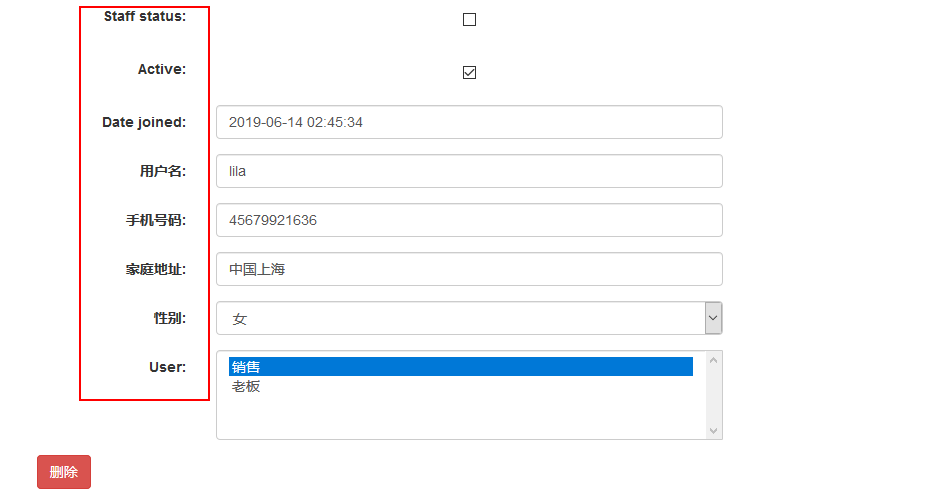 Staff status:
Active:
Date joined: 2019-06-14 02:45:34
用户名: lila
手机号码: 45679921636
家庭地址: 中国上海
性别: 女
User: 销售
老板
删除